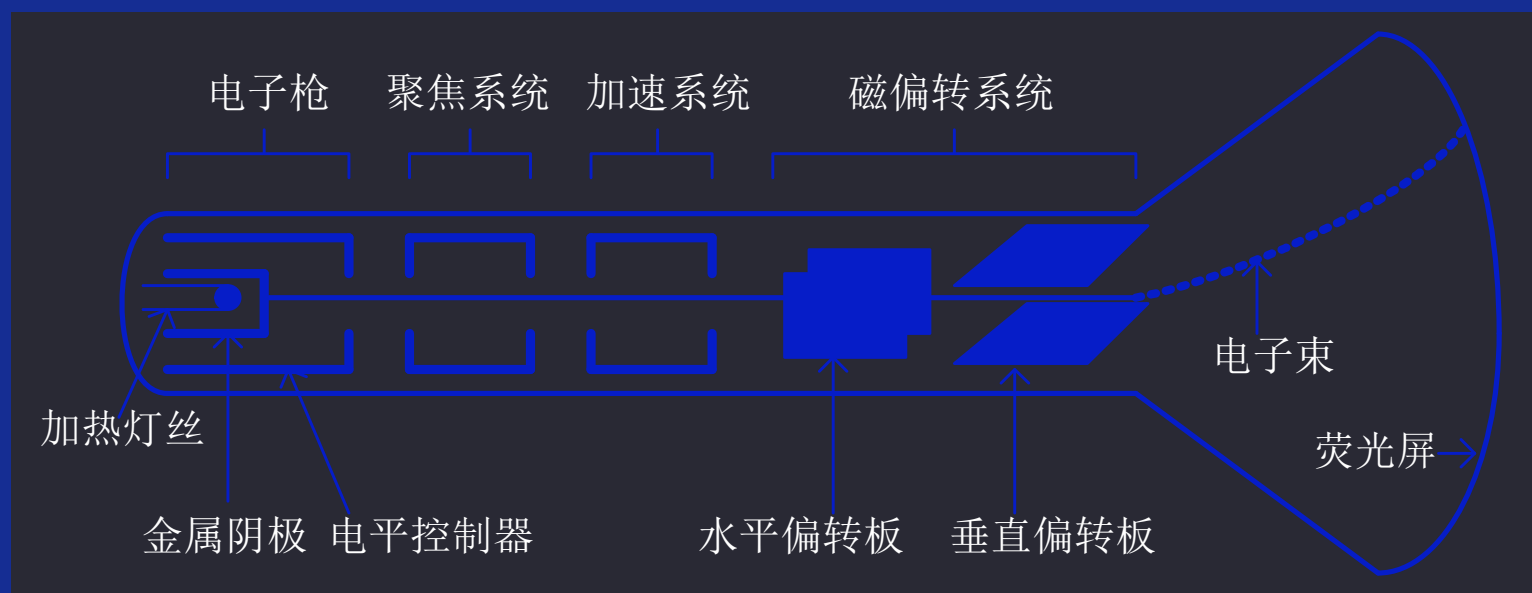 电子枪
聚焦系统
加速系统
磁偏转系统
电子束
加热灯丝
荧光屏
金属阴极
电平控制器
水平偏转板
垂直偏转板